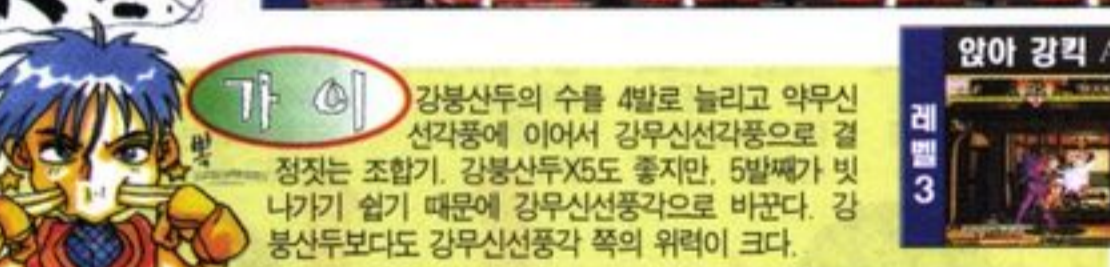 가 이
강붕산두의 수를 4발로 늘리고 약무신
선각풍에 이어서 강무신선각풍으로 결
정짓는 조합기. 강붕산두X5도 좋지만, 5발째가 빗
나가기 쉽기 때문에 강무신선풍각으로 바꾼다. 강
붕산두보다도 강무신선풍각 쪽의 위력이 크다.
앉아 강킥
레벨3